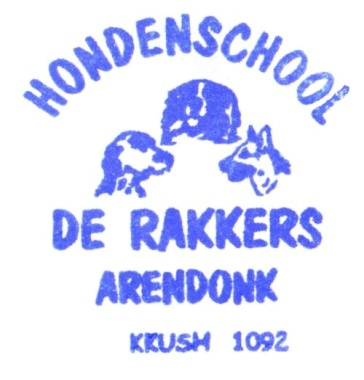 HONDENSCHOOL
DE RAKKERS
ARENDONK
KKUSH 1092